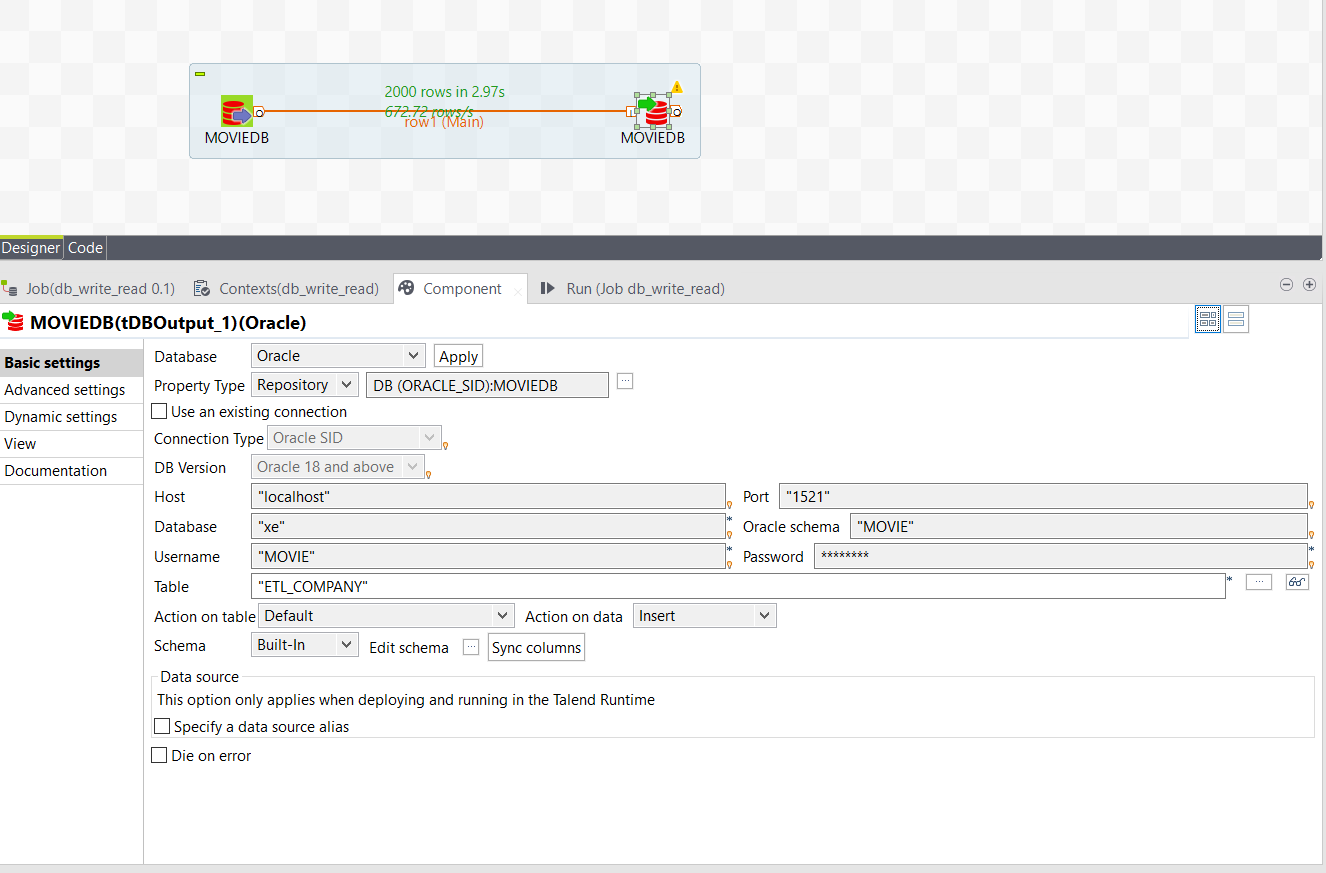 2000 rows in 2.97s
672.72 rows/s
row1 (Main)
MOVIEDB MOVIEDB
Designer Code
Job(db_write_read 0.1) Contexts(db_write_read) Component Run (Job db_write_read)
MOVIEDB(tDBOutput_1)(Oracle)
Basic settings
Advanced settings
Dynamic settings
View
Documentation
Database Oracle Apply
Property Type Repository DB (ORACLE_SID):MOVIEDB ...
Use an existing connection
Connection Type Oracle SID
DB Version Oracle 18 and above
Host "localhost" Port "1521"
Database "xe" * Oracle schema "MOVIE"
Username "MOVIE" * Password ******** *
Table "ETL_COMPANY" * ...
Action on table Default Action on data Insert
Schema Built-In Edit schema ... Sync columns
Data source
This option only applies when deploying and running in the Talend Runtime
Specify a data source alias
Die on error